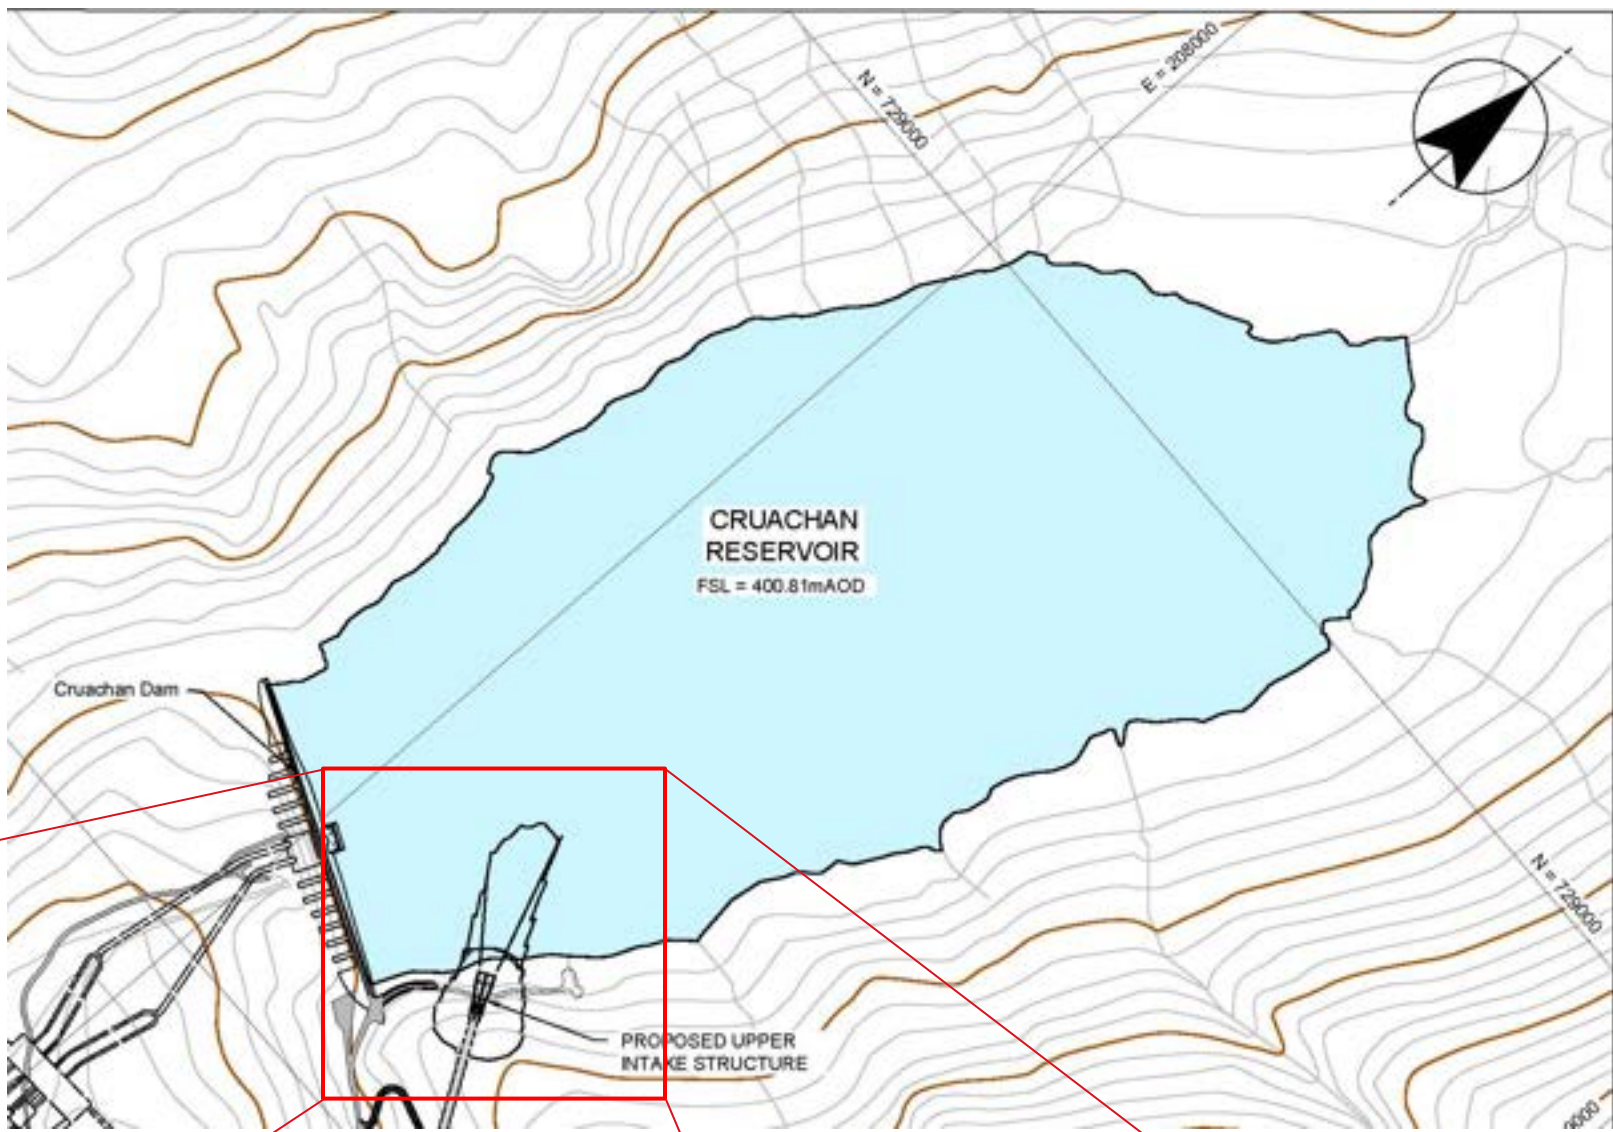 N = 729000
E = 208000
CRUACHAN
RESERVOIR
FSL = 400.81mAOD
Cruachan Dam
N = 729000
PROPOSED UPPER
INTAKE STRUCTURE